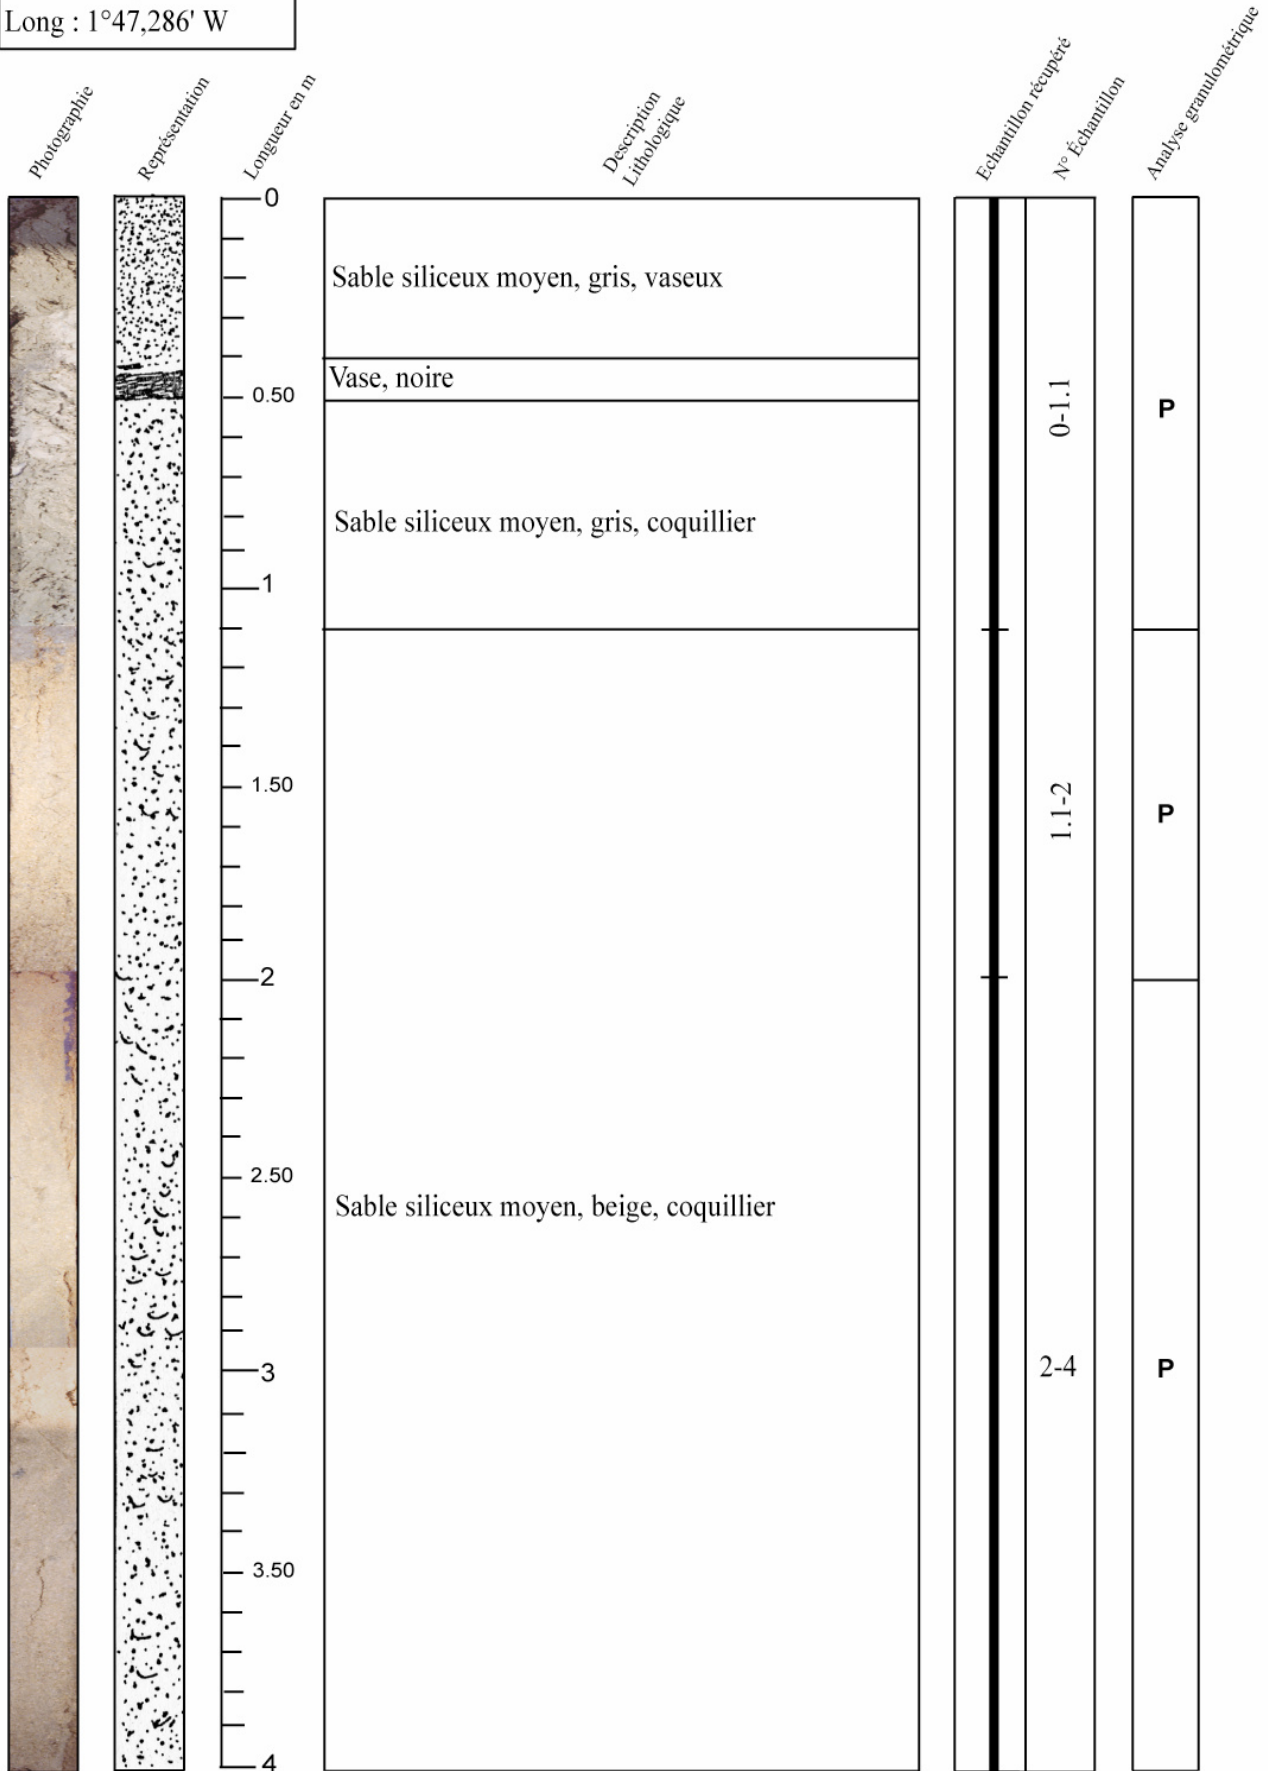 Long : 1°47,286' W
Photographie
Représentation
Longueur en m
Description
Lithologique
Echantillon récupéré
N° Échantillon
Analyse granulométrique
0
Sable siliceux moyen, gris, vaseux
Vase, noire
0.50
0-1.1
P
Sable siliceux moyen, gris, coquillier
1
1.50
1.1-2
P
2
2.50
Sable siliceux moyen, beige, coquillier
3
2-4
P
3.50
4